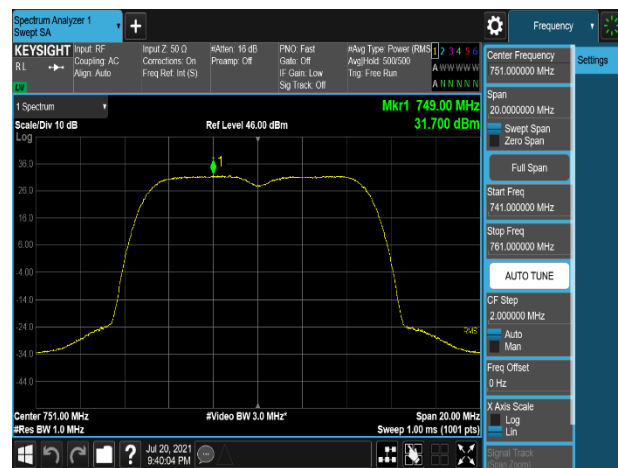 Spectrum Analyzer 1
Swept SA
+
Frequency
KEYSIGHT
RL
LW
Input: RF
Coupling: AC
Align: Auto
Input Z: 50 Ω
Corrections: On
Freq Ref: Int (S)
#Atten: 16 dB
Preamp: Off
PNO: Fast
Gate: Off
IF Gain: Low
Sig Track: Off
#Avg Type: Power (RMS
Avg|Hold: 500/500
Trig: Free Run
1 2 3 4 5 6
A W W W W W
A N N N N N
1 Spectrum
Scale/Div 10 dB
Log
Ref Level 46.00 dBm
Mkr1 749.00 MHz
31.700 dBm
1
36.0
26.0
16.0
6.00
-4.00
-14.0
-24.0
-34.0
-44.0
RMS
Center 751.00 MHz
#Res BW 1.0 MHz
#Video BW 3.0 MHz*
Span 20.00 MHz
Sweep 1.00 ms (1001 pts)
?
Jul 20, 2021
9:40:04 PM
Center Frequency
751.000000 MHz
Span
20.0000000 MHz
Swept Span
Zero Span
Full Span
Start Freq
741.000000 MHz
Stop Freq
761.000000 MHz
AUTO TUNE
CF Step
2.000000 MHz
Auto
Man
Freq Offset
0 Hz
X Axis Scale
Log
Lin
Signal Track
(Span Zoom)
Settings